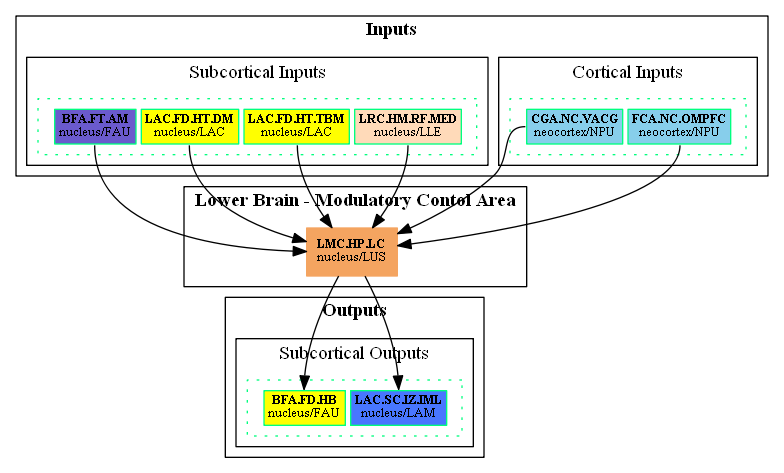 Inputs
Subcortical Inputs
Cortical Inputs
BFA.FT.AM
nucleus/FAU
LAC.FD.HT.DM
nucleus/LAC
LAC.FD.HT.TBM
nucleus/LAC
LRC.HM.RF.MED
nucleus/LLE
CGA.NC.VACG
neocortex/NPU
FCA.NC.OMPFC
neocortex/NPU
Lower Brain - Modulatory Contol Area
LMC.HP.LC
nucleus/LUS
Outputs
Subcortical Outputs
BFA.FD.HB
nucleus/FAU
LAC.SC.IZ.IML
nucleus/LAM